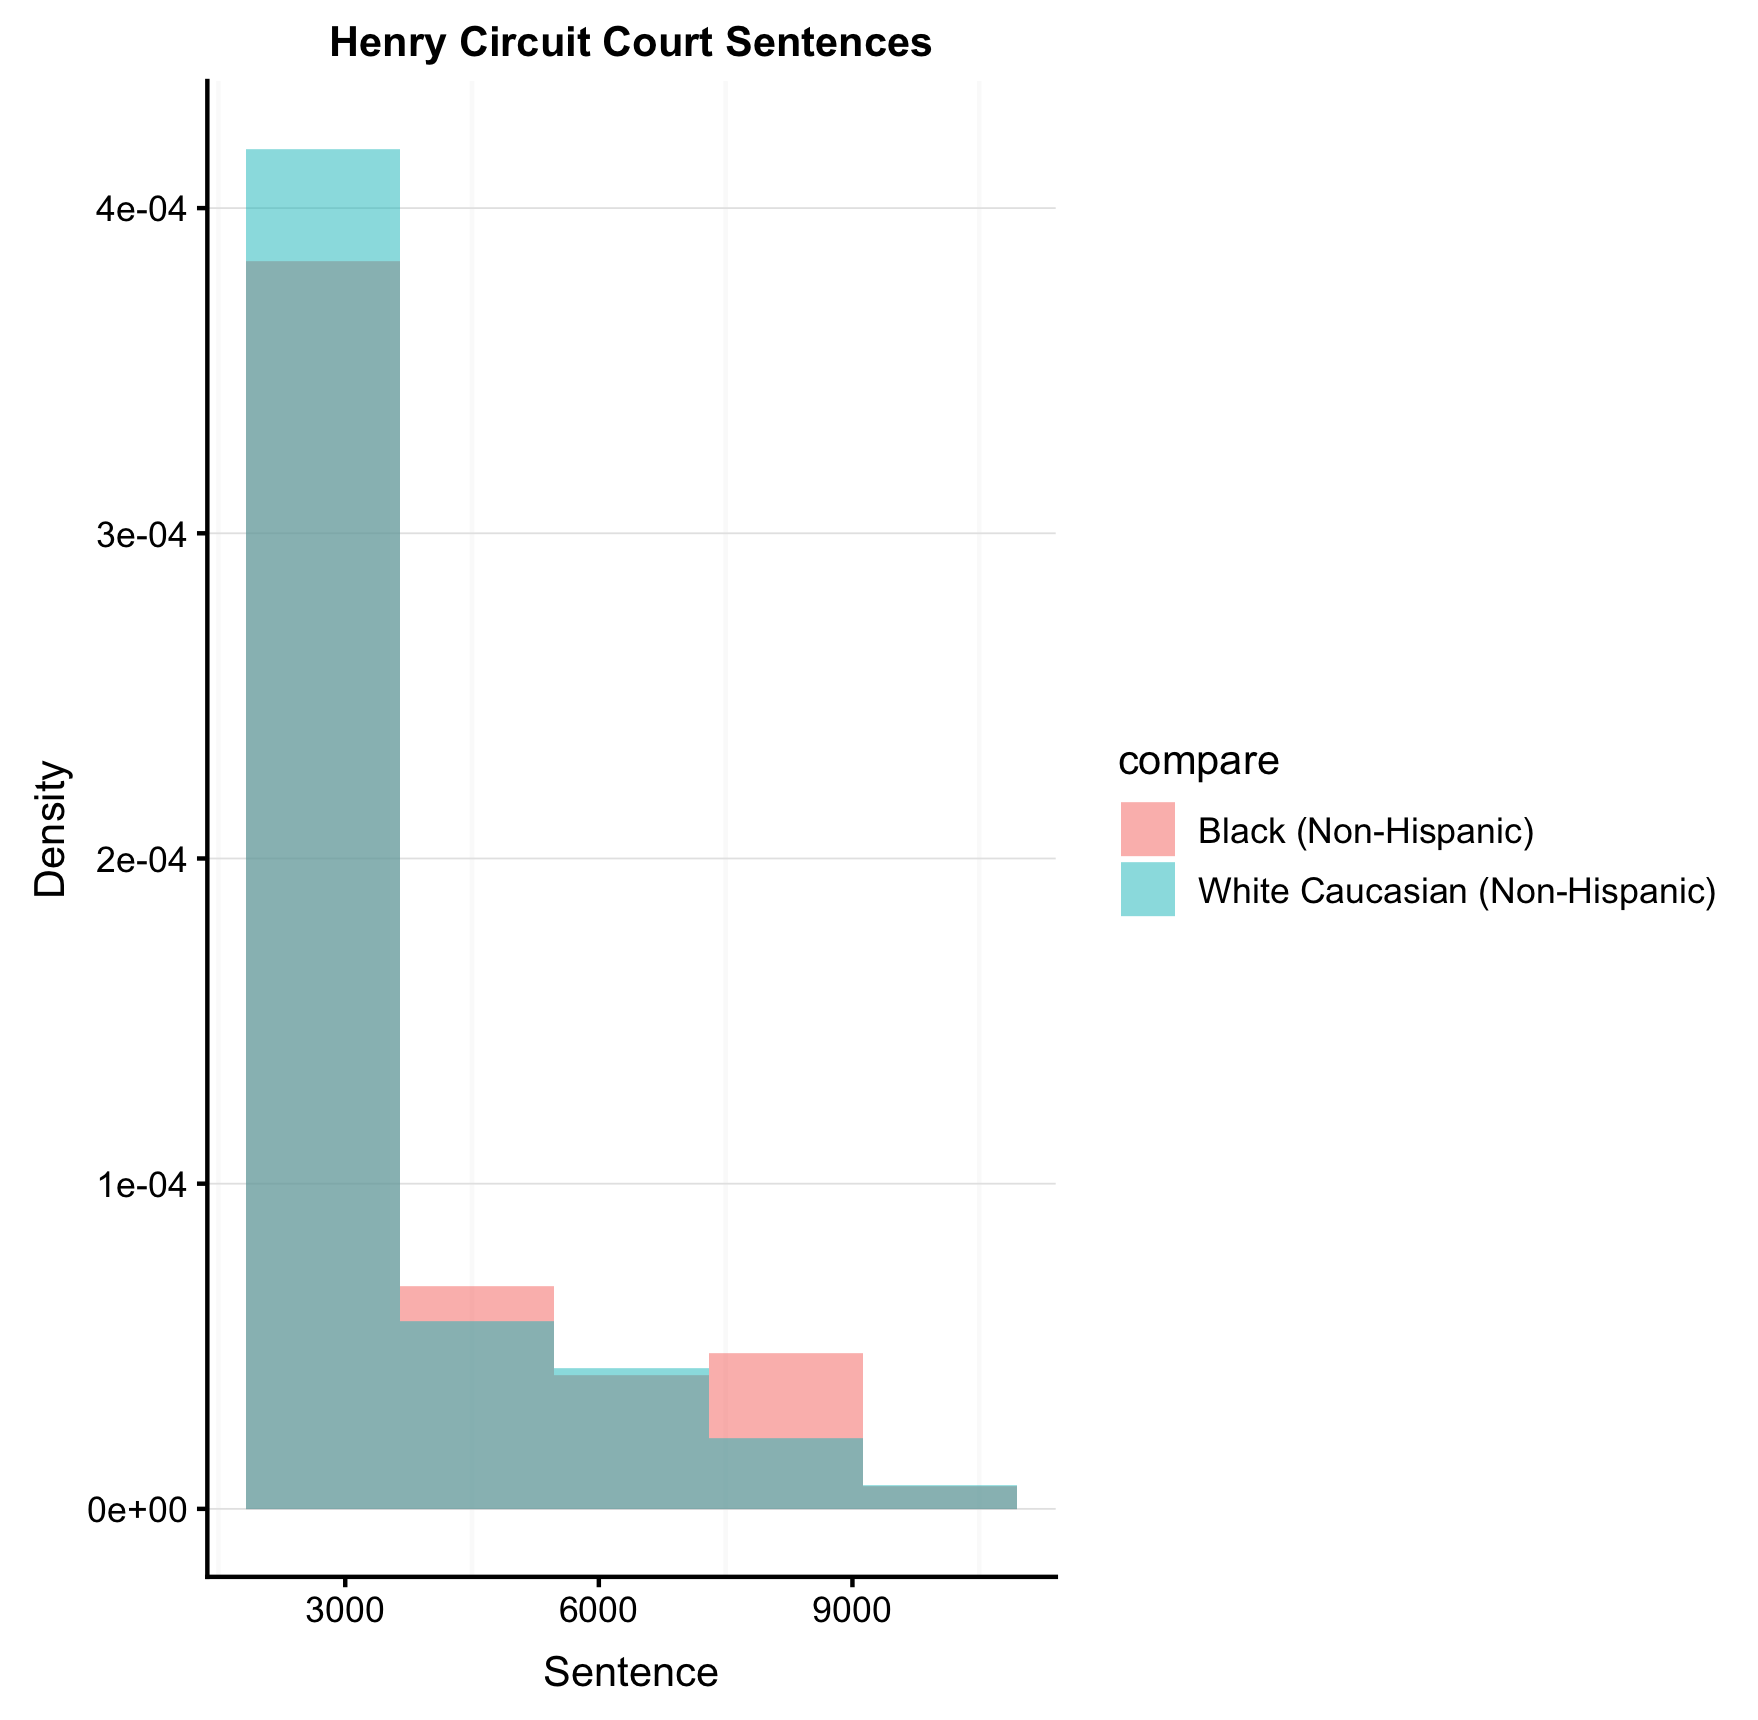 Henry Circuit Court Sentences
4e-04
3e-04
2e-04
1e-04
0e+00
Density
3000 6000 9000
Sentence
compare
Black (Non-Hispanic)
White Caucasian (Non-Hispanic)